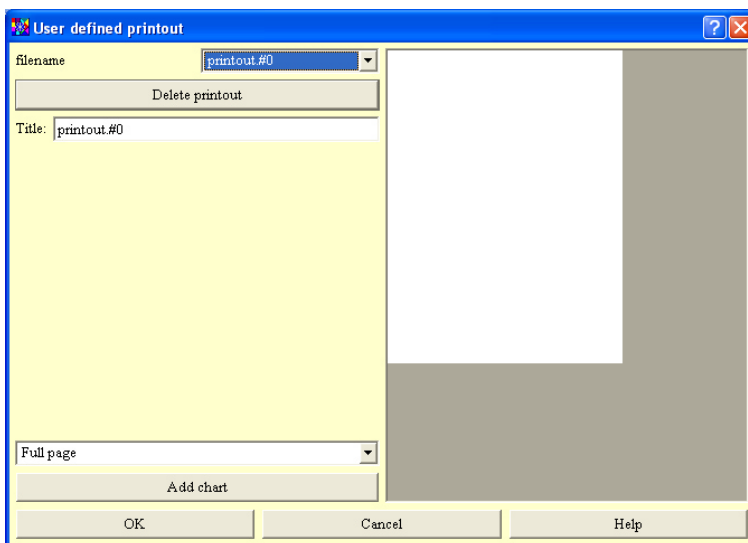 User defined printout
filename printout.#0
Delete printout
Title: printout.#0
Full page
Add chart
OK Cancel Help